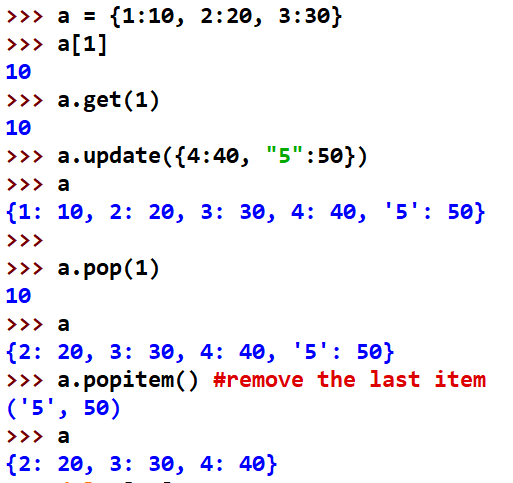 >>> a = {1:10, 2:20, 3:30}
>>> a[1]
10
>>> a.get(1)
10
>>> a.update({4:40, "5":50})
>>> a
{1: 10, 2: 20, 3: 30, 4: 40, '5': 50}
>>>
>>> a.pop(1)
10
>>> a
{2: 20, 3: 30, 4: 40, '5': 50}
>>> a.popitem() #remove the last item
('5', 50)
>>> a
{2: 20, 3: 30, 4: 40}